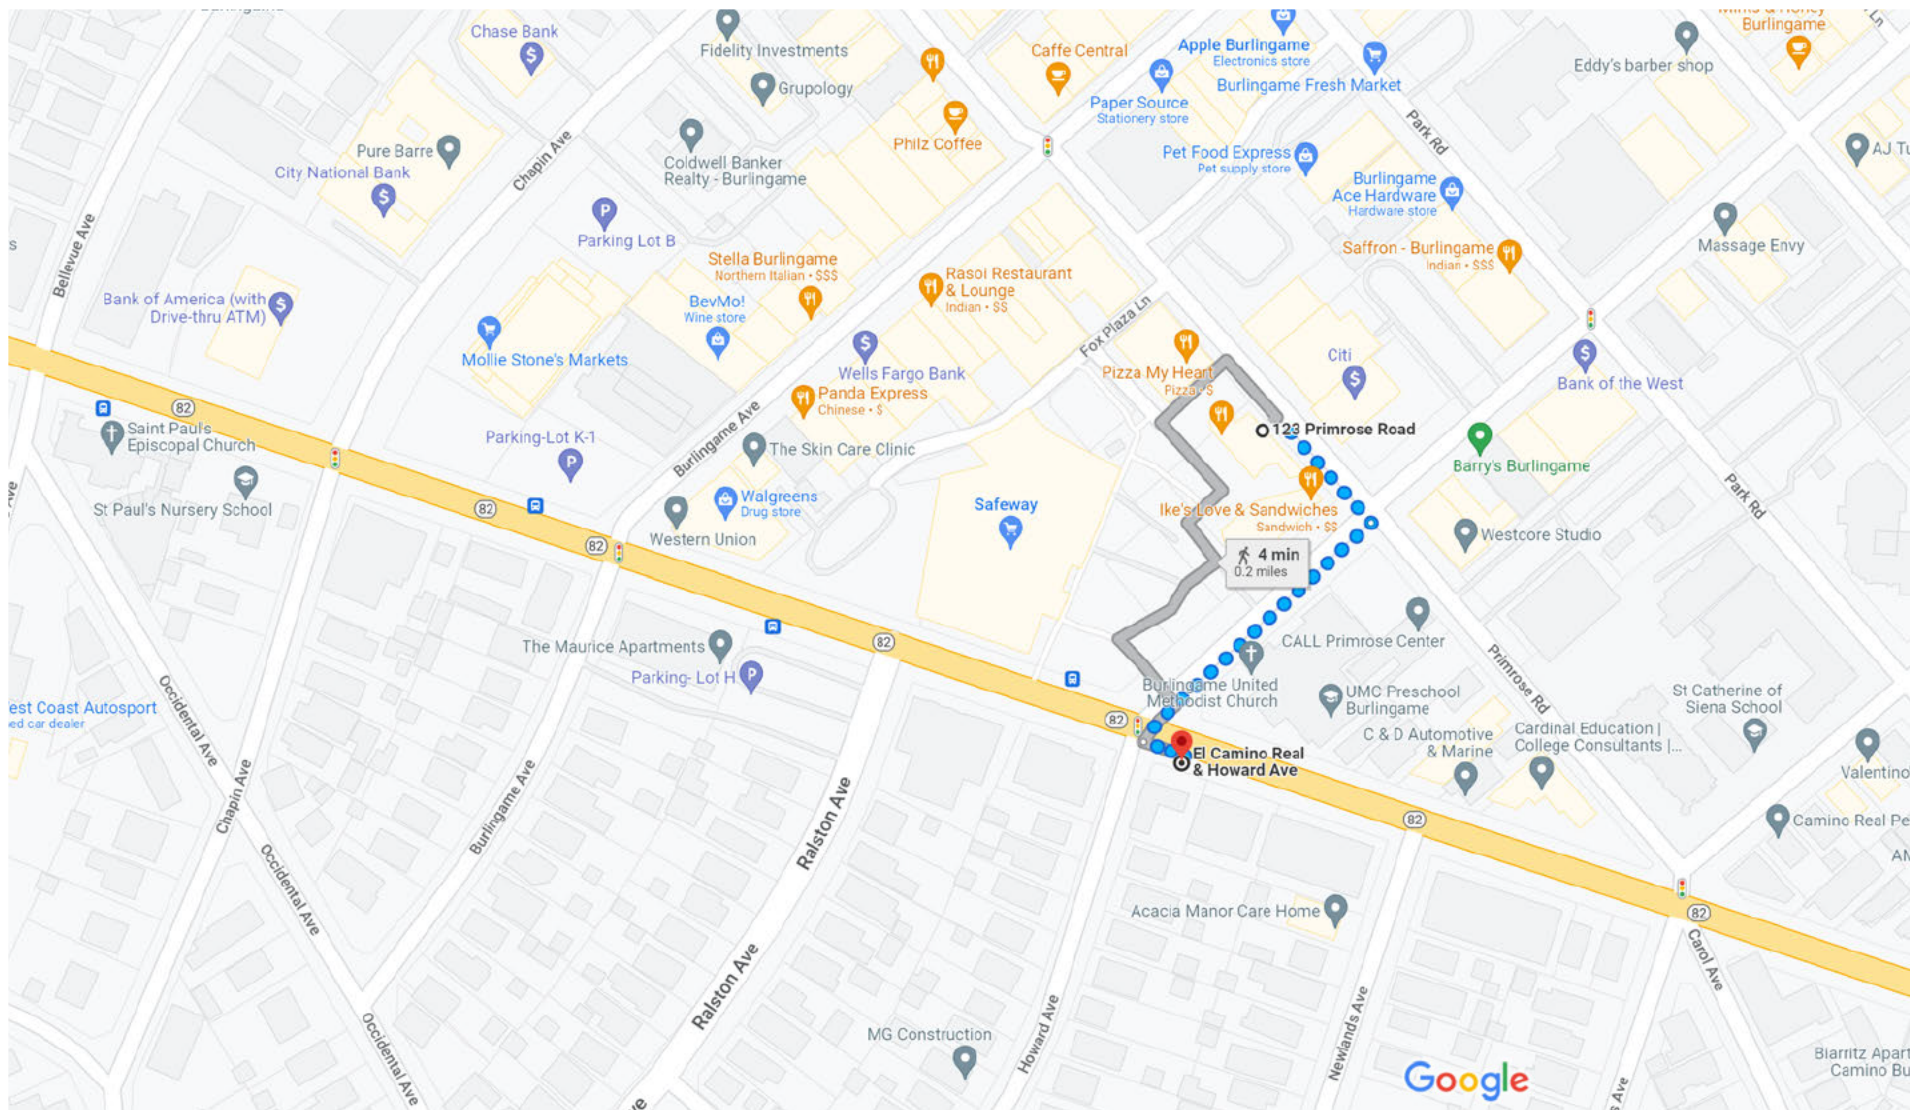 Chase Bank
Fidelity Investments
Caffe Central
Apple Burlingame
Electronics store
Burlingame
Eddy's barber shop
Grupology
Paper Source
Stationery store
Burlingame Fresh Market
Park Rd
Pure Barre
City National Bank
Chapin Ave
Coldwell Banker
Realty - Burlingame
Philz Coffee
Pet Food Express
Pet supply store
Burlingame
Ace Hardware
Hardware store
Bellevue Ave
P
Parking Lot B
Massage Envy
Stella Burlingame
Northern Italian • $$$
Rasoi Restaurant
& Lounge
Indian • $$
Saffron - Burlingame
Indian • $$$
Bank of America (with
Drive-thru ATM)
BevMo!
Wine store
Fox Plaza Ln
Mollie Stone's Markets
Wells Fargo Bank
Pizza My Heart
Pizza • $
Citi
Bank of the West
Panda Express
Chinese • $
82
Saint Paul's
Episcopal Church
Parking-Lot K-1
P
Burlingame Ave
The Skin Care Clinic
123 Primrose Road
Barry's Burlingame
St Paul's Nursery School
82
Walgreens
Drug store
Safeway
Ike's Love & Sandwiches
Sandwich • $$
Park Rd
Western Union
82
Westcore Studio
4 min
0.2 miles
The Maurice Apartments
82
CALL Primrose Center
Parking- Lot H
P
Burlingame United
Methodist Church
UMC Preschool
Burlingame
Primrose Rd
St Catherine of
Siena School
est Coast Autosport
ed car dealer
Occidental Ave
82
C & D Automotive
& Marine
Cardinal Education |
College Consultants |...
El Camino Real
& Howard Ave
Valentino
Chapin Ave
Burlingame Ave
Ralston Ave
82
Camino Real Pe
Occidental Ave
Acacia Manor Care Home
82
Carol Ave
Ralston Ave
Occidental Ave
MG Construction
Howard Ave
Newlands Ave
Google
Biarritz Apart
Camino Bu